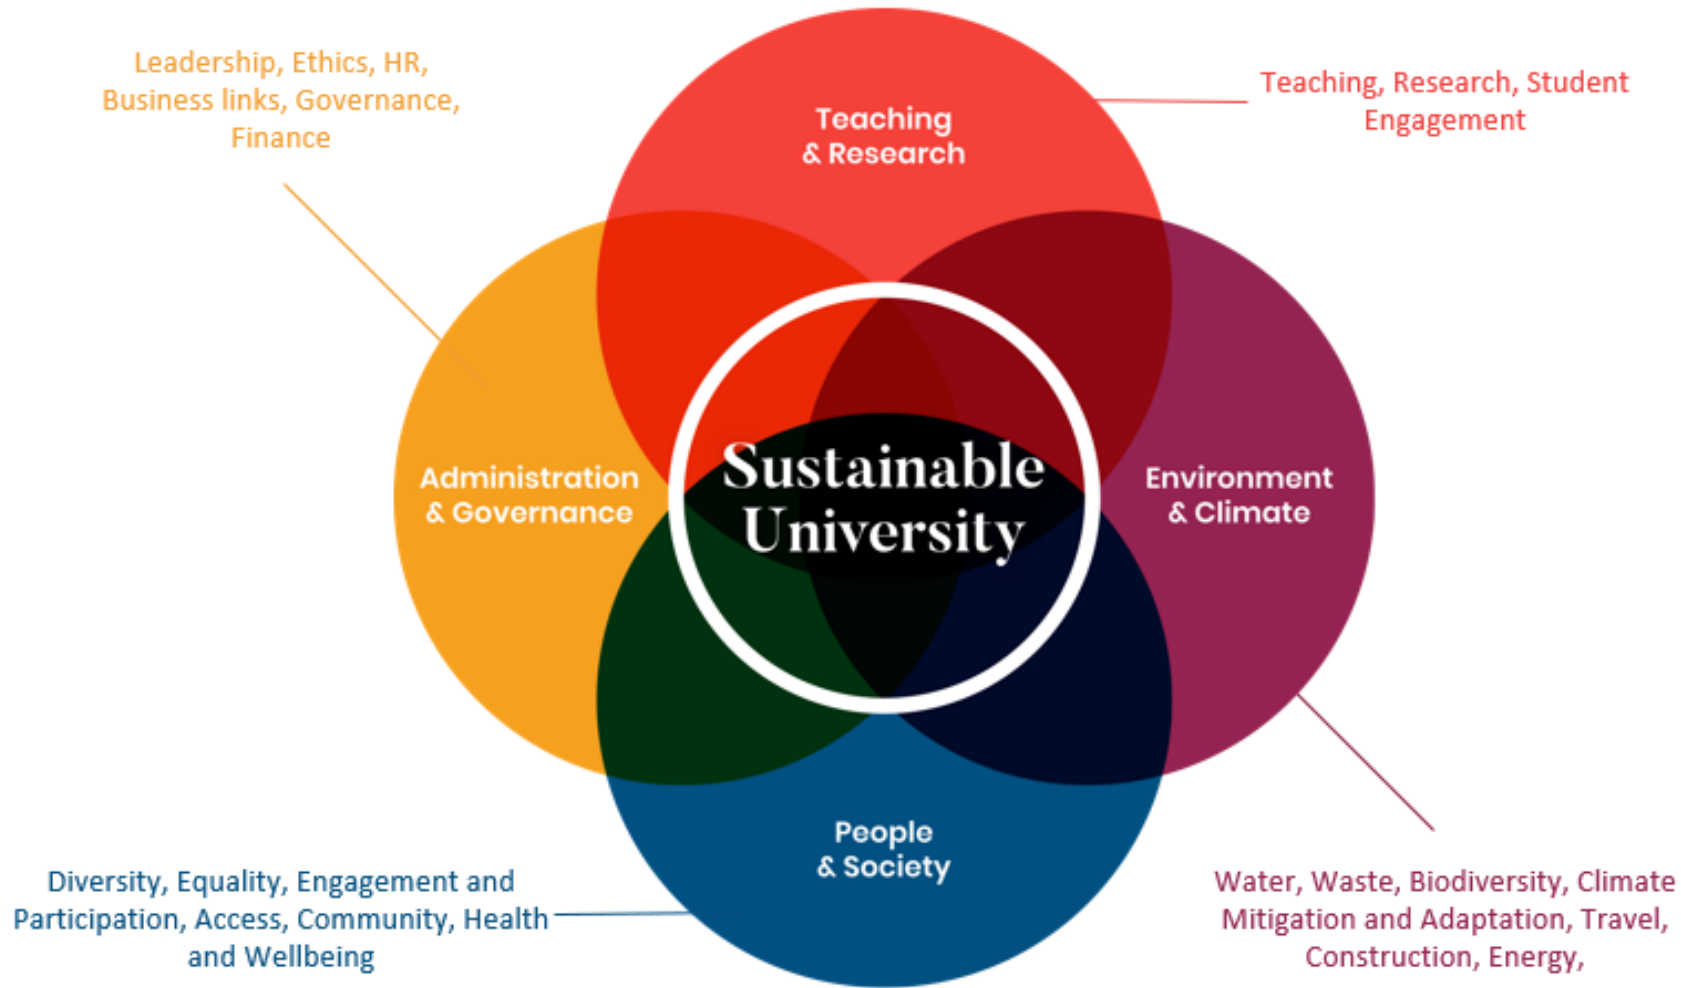 Leadership, Ethics, HR,
Business links, Governance,
Finance
Teaching
& Research
Teaching, Research, Student
Engagement
Administration
& Governance
Sustainable
University
Environment
& Climate
People
& Society
Diversity, Equality, Engagement and
Participation, Access, Community, Health
and Wellbeing
Water, Waste, Biodiversity, Climate
Mitigation and Adaptation, Travel,
Construction, Energy,